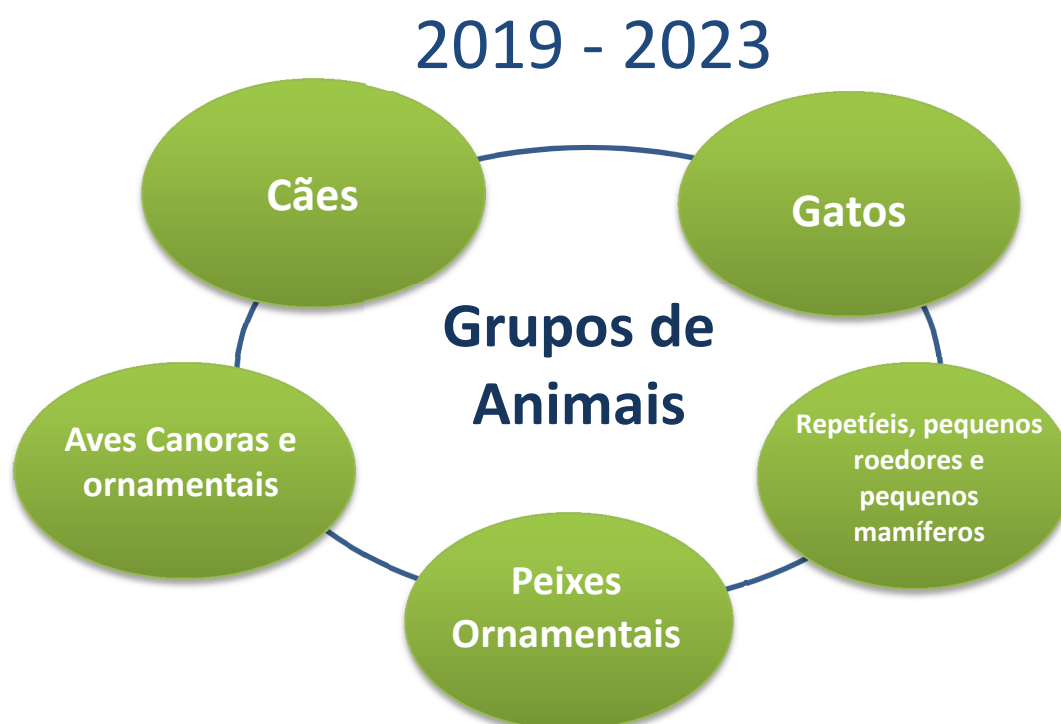 2019 - 2023
Cães
Gatos
Grupos de
Animais
Aves Canoras e
ornamentais
Repetíeis, pequenos
roedores e
pequenos
mamíferos
Peixes
Ornamentais